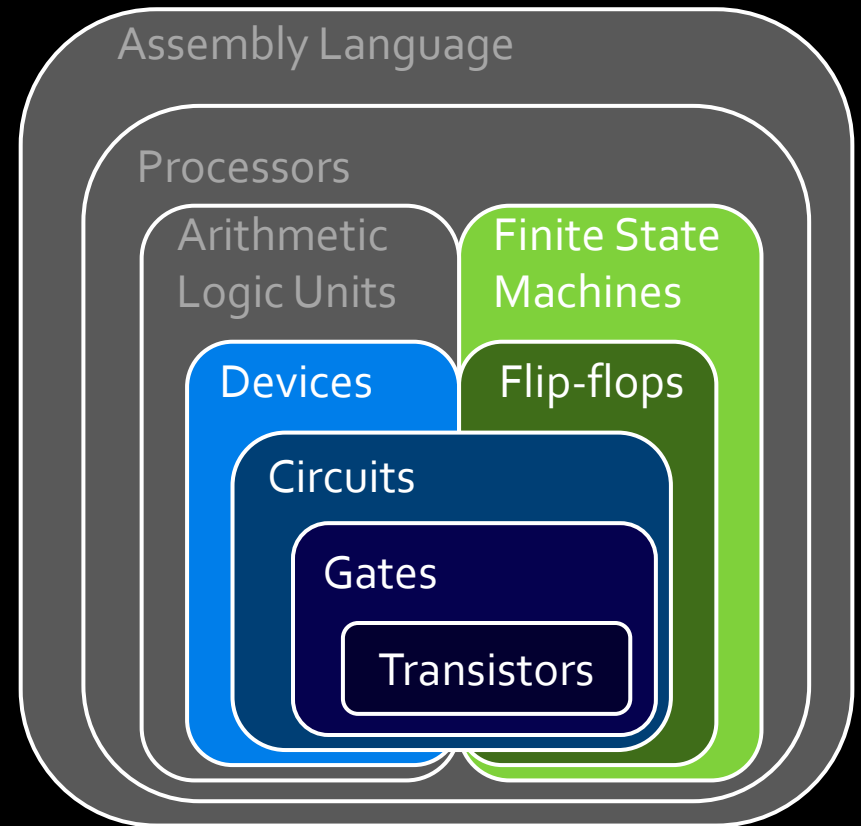 Assembly Language
Processors
Arithmetic
Logic Units
Finite State
Machines
Devices
Flip-flops
Circuits
Gates
Transistors